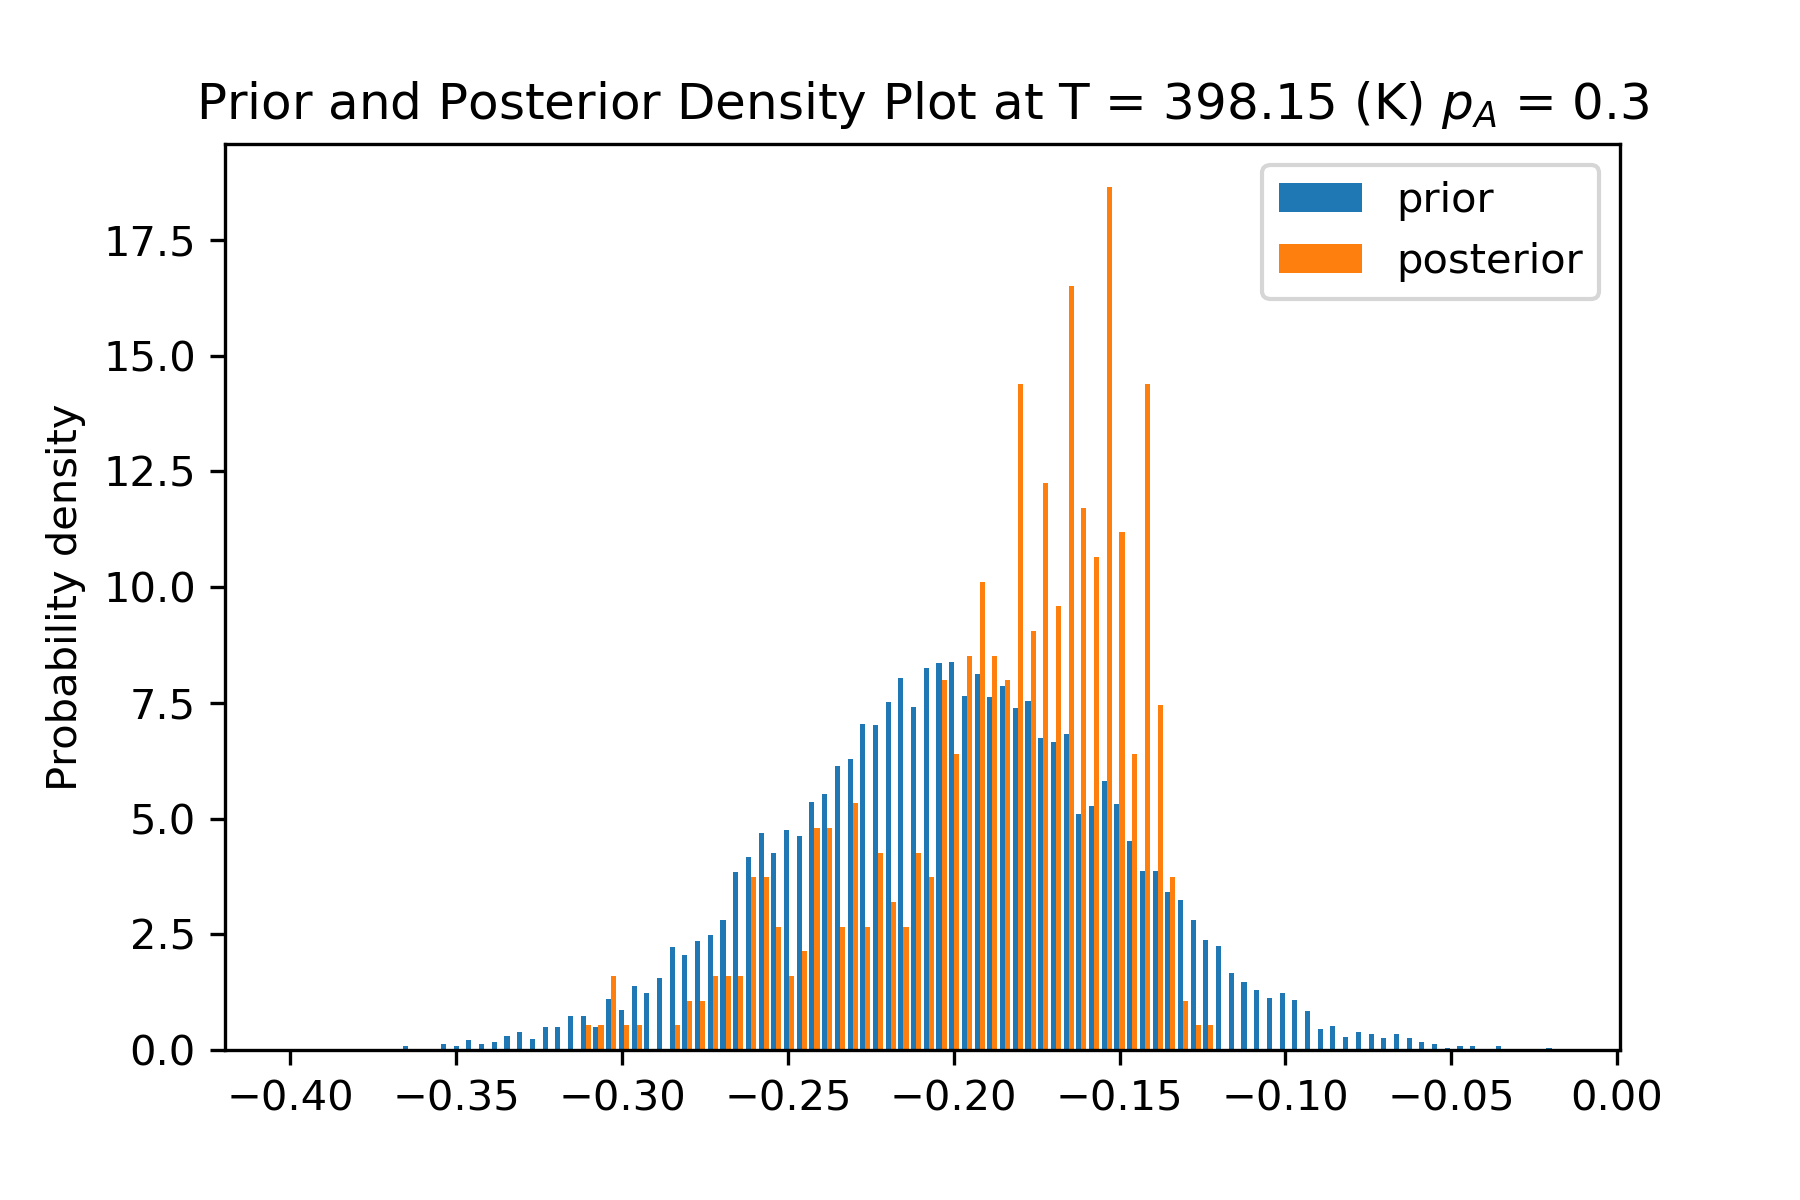 Prior and Posterior Density Plot at T = 398.15 (K) p_A = 0.3
prior
posterior
Probability density
17.5
15.0
12.5
10.0
7.5
5.0
2.5
0.0
−0.40 −0.35 −0.30 −0.25 −0.20 −0.15 −0.10 −0.05 0.00